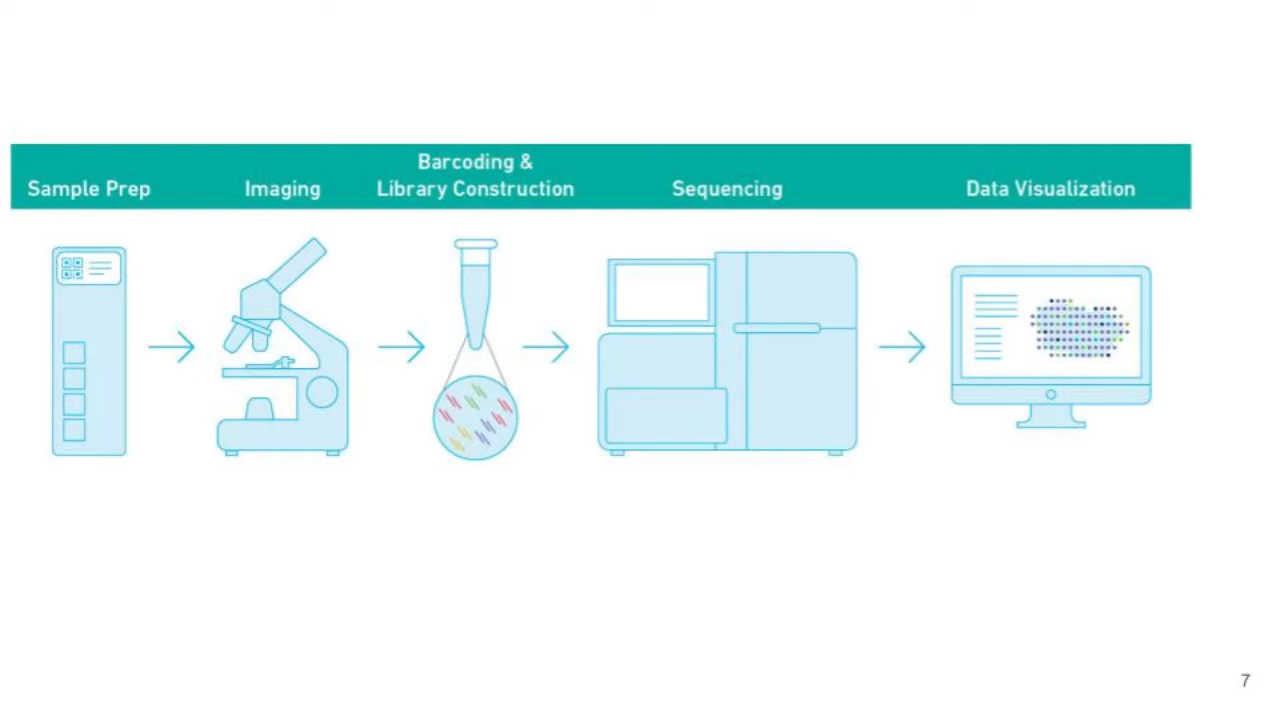 Sample Prep
Imaging
Barcoding &
Library Construction
Sequencing
Data Visualization
7